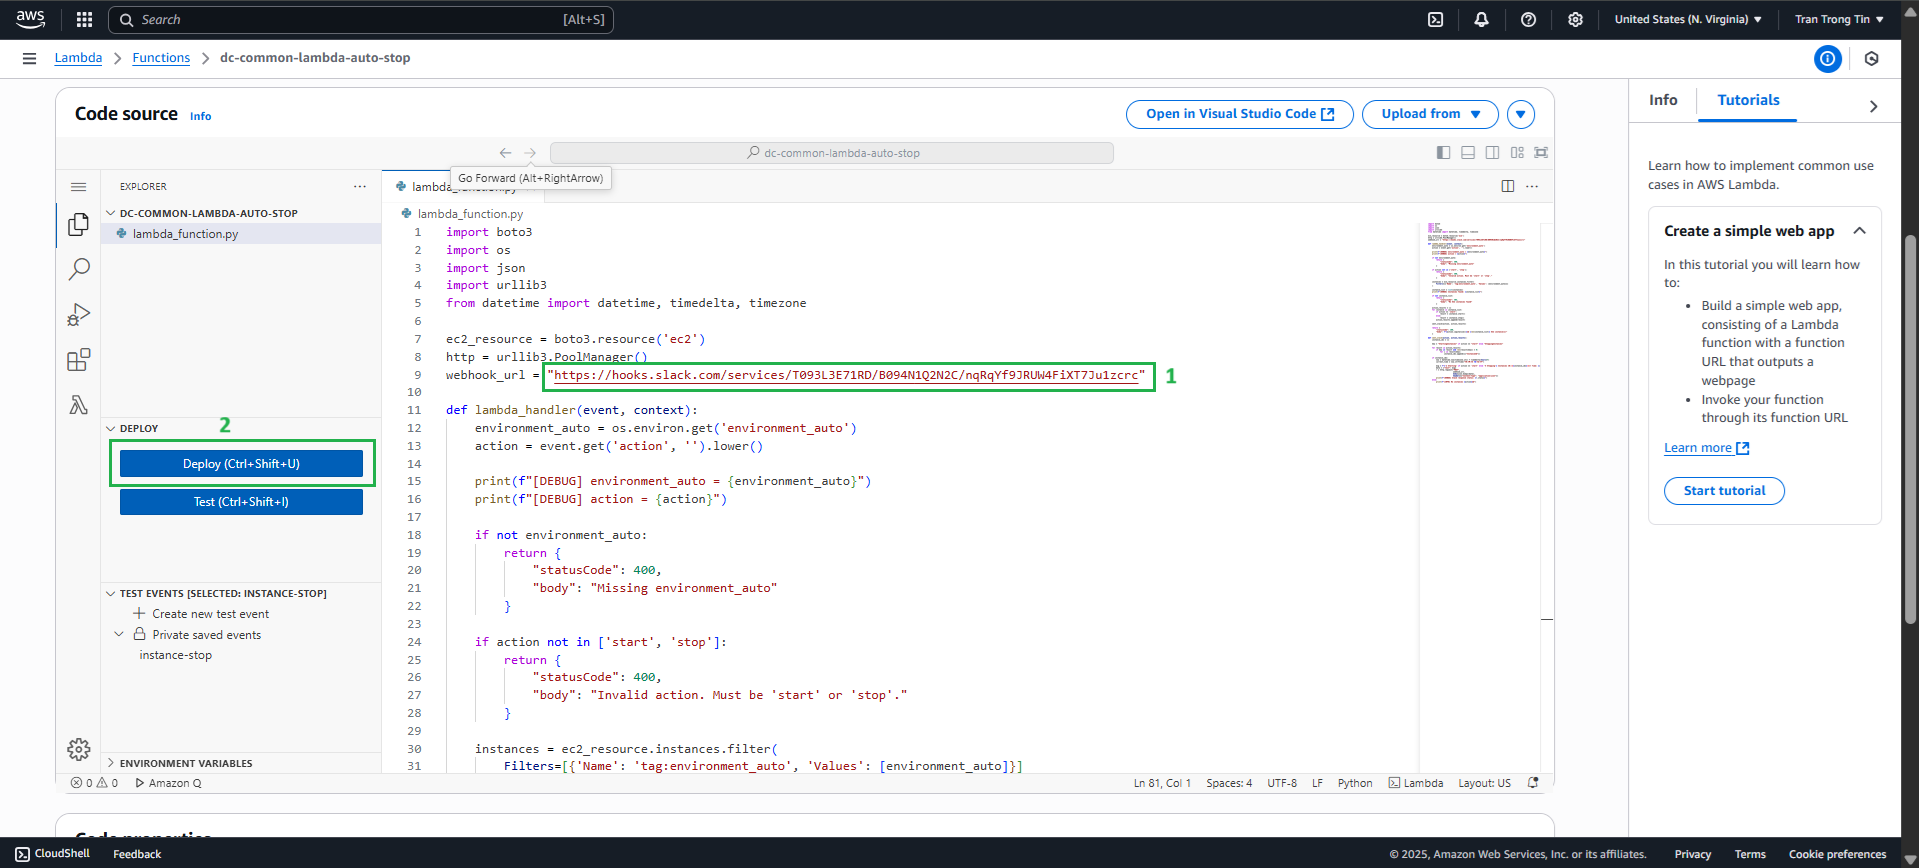 aws Search [Alt+S] United States (N. Virginia) Tran Trong Tin
Lambda Functions dc-common-lambda-auto-stop
Code source Info Open in Visual Studio Code Upload from
dc-common-lambda-auto-stop
Go Forward (Alt+RightArrow)
EXPLORER
DC-COMMON-LAMBDA-AUTO-STOP
lambda_function.py
lambda_function.py
1 import boto3
2 import os
3 import json
4 import urllib3
5 from datetime import datetime, timedelta, timezone
6
7 ec2_resource = boto3.resource('ec2')
8 http = urllib3.PoolManager()
9 webhook_url = "https://hooks.slack.com/services/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" 1
10
11 def lambda_handler(event, context):
12 environment_auto = os.environ.get('environment_auto')
13 action = event.get('action', '').lower()
14
15 print(f"[DEBUG] environment_auto = {environment_auto}")
16 print(f"[DEBUG] action = {action}")
17
18 if not environment_auto:
19 return {
20 "statusCode": 400,
21 "body": "Missing environment_auto"
22 }
23
24 if action not in ['start', 'stop']:
25 return {
26 "statusCode": 400,
27 "body": "Invalid action. Must be 'start' or 'stop'."
28 }
29
30 instances = ec2_resource.instances.filter(
31 Filters=[{'Name': 'tag:environment_auto', 'Values': [environment_auto]}]
2
DEPLOY
Deploy (Ctrl+Shift+U)
Test (Ctrl+Shift+I)
TEST EVENTS [SELECTED: INSTANCE-STOP]
Create new test event
Private saved events
instance-stop
ENVIRONMENT VARIABLES
0 0 Amazon Q Ln 81, Col 1 Spaces: 4 UTF-8 LF Python Lambda Layout: US
Info Tutorials
Learn how to implement common use
cases in AWS Lambda.
Create a simple web app
In this tutorial you will learn how
to:
• Build a simple web app,
consisting of a Lambda
function with a function
URL that outputs a
webpage
• Invoke your function
through its function URL
Learn more
Start tutorial
Code properties
CloudShell Feedback © 2025, Amazon Web Services, Inc. or its affiliates. Privacy Terms Cookie preferences